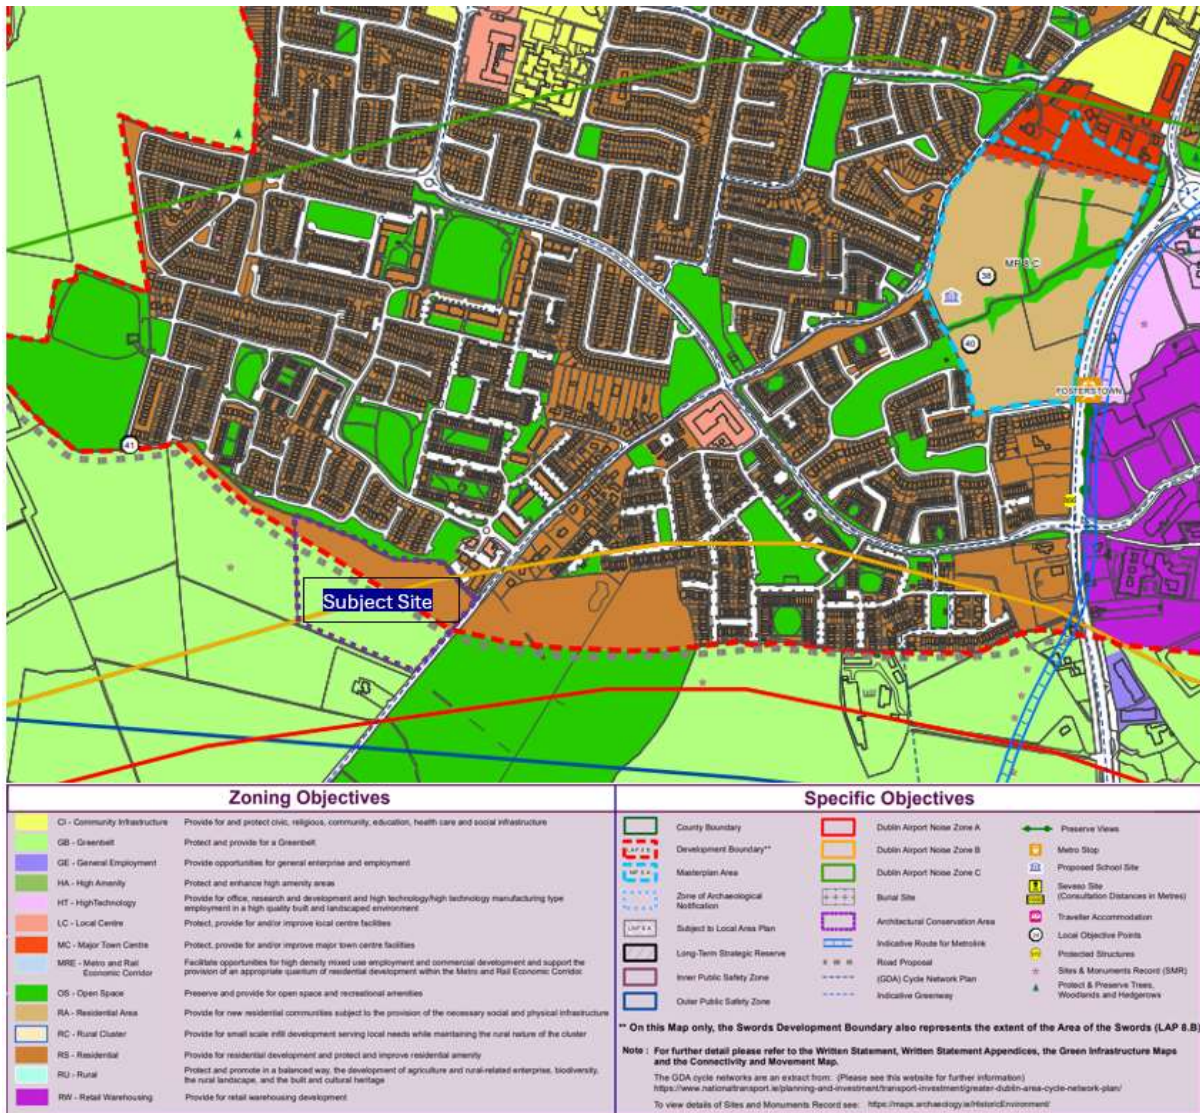 MP 8.C
38
40
FOSTERSTOWN
41
Subject Site
Zoning Objectives
CI - Community Infrastructure Provide for and protect civic, religious, community, education, health care and social infrastructure
GB - Greenbelt Protect and provide for a Greenbelt
GE - General Employment Provide opportunities for general enterprise and employment
HA - High Amenity Protect and enhance high amenity areas
HT - HighTechnology Provide for office, research and development and high technology/high technology manufacturing type
employment in a high quality built and landscaped environment
LC - Local Centre Protect, provide for and/or improve local centre facilities
MC - Major Town Centre Protect, provide for and/or improve major town centre facilities
MRE - Metro and Rail
Economic Corridor
Facilitate opportunities for high density mixed use employment and commercial development and support the
provision of an appropriate quantum of residential development within the Metro and Rail Economic Corridor
OS - Open Space Preserve and provide for open space and recreational amenities
RA - Residential Area Provide for new residential communities subject to the provision of the necessary social and physical infrastructure
RC - Rural Cluster Provide for small scale infill development serving local needs while maintaining the rural nature of the cluster
RS - Residential Provide for residential development and protect and improve residential amenity
RU - Rural Protect and promote in a balanced way, the development of agriculture and rural-related enterprise, biodiversity,
the rural landscape, and the built and cultural heritage
RW - Retail Warehousing Provide for retail warehousing development
Specific Objectives
County Boundary
LAP 8.B Development Boundary**
MP 8.A Masterplan Area
Zone of Archaeological
Notification
LAP 8.A Subject to Local Area Plan
Long-Term Strategic Reserve
Inner Public Safety Zone
Outer Public Safety Zone
Dublin Airport Noise Zone A
Dublin Airport Noise Zone B
Dublin Airport Noise Zone C
Burial Site
Architectural Conservation Area
Indicative Route for Metrolink
Road Proposal
(GDA) Cycle Network Plan
Indicative Greenway
Preserve Views
Metro Stop
Proposed School Site
Seveso Site
(Consultation Distances in Metres)
Traveller Accommodation
Local Objective Points
Protected Structures
Sites & Monuments Record (SMR)
Protect & Preserve Trees,
Woodlands and Hedgerows
** On this Map only, the Swords Development Boundary also represents the extent of the Area of the Swords (LAP 8.B)
Note : For further detail please refer to the Written Statement, Written Statement Appendices, the Green Infrastructure Maps
and the Connectivity and Movement Map.
The GDA cycle networks are an extract from: (Please see this website for further information)
https://www.nationaltransport.ie/planning-and-investment/transport-investment/greater-dublin-area-cycle-network-plan/
To view details of Sites and Monuments Record see: https://maps.archaeology.ie/HistoricEnvironment/